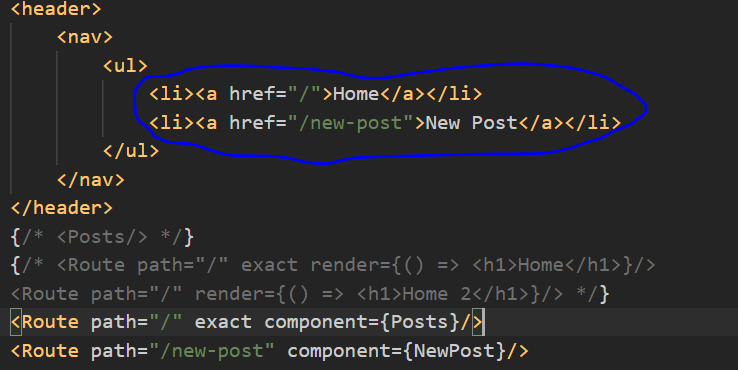 <header>
<nav>
<ul>
<li><a href="/">Home</a></li>
<li><a href="/new-post">New Post</a></li>
</ul>
</nav>
</header>
{/* <Posts/> */}
{/* <Route path="/" exact render={() => <h1>Home</h1>}/>
<Route path="/" render={() => <h1>Home 2</h1>}/> */}
<Route path="/" exact component={Posts}/>
<Route path="/new-post" component={NewPost}/>